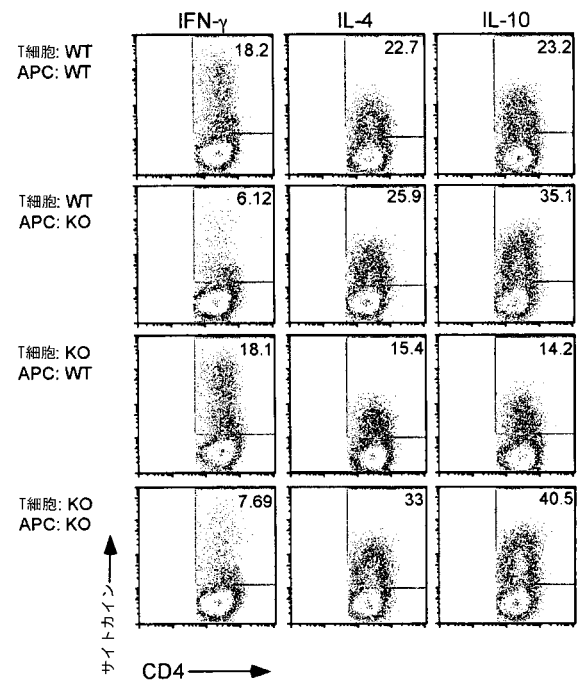 IFN-γ IL-4 IL-10
T細胞: WT
APC: WT
18.2 22.7 23.2
T細胞: WT
APC: KO
6.12 25.9 35.1
T細胞: KO
APC: WT
18.1 15.4 14.2
T細胞: KO
APC: KO
7.69 33 40.5
サイトカイン
CD4